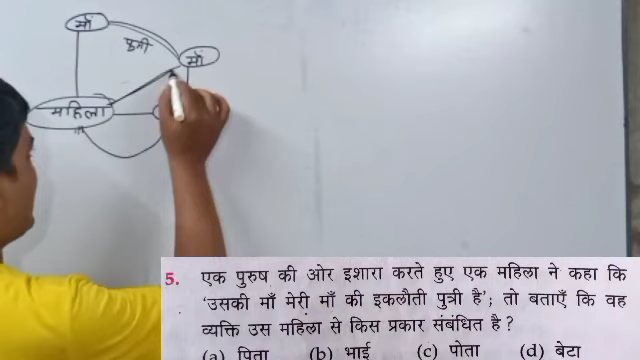 माँ
पुत्री
माँ
महिला
5. एक पुरुष की ओर इशारा करते हुए एक महिला ने कहा कि
'उसकी माँ मेरी माँ की इकलौती पुत्री है'; तो बताएँ कि वह
व्यक्ति उस महिला से किस प्रकार संबंधित है ?
(a) पिता (b) भाई (c) पोता (d) बेटा